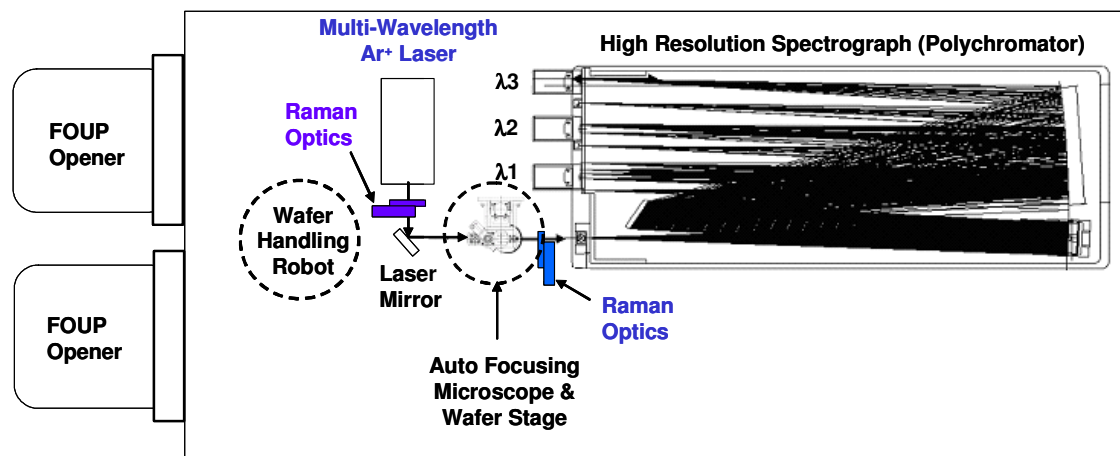 Multi-Wavelength
Ar⁺ Laser
High Resolution Spectrograph (Polychromator)
λ3
λ2
λ1
FOUP
Opener
Raman
Optics
Wafer
Handling
Robot
Laser
Mirror
FOUP
Opener
Raman
Optics
Auto Focusing
Microscope &
Wafer Stage